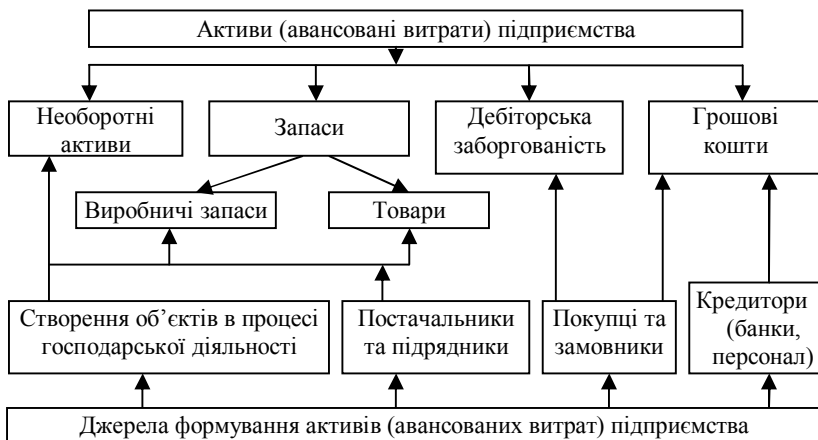 Активи (авансовані витрати) підприємства
Необоротні
активи
Запаси
Дебіторська
заборгованість
Грошові
кошти
Виробничі запаси
Товари
Створення об’єктів в процесі
господарської діяльності
Постачальники
та підрядники
Покупці та
замовники
Кредитори
(банки,
персонал)
Джерела формування активів (авансованих витрат) підприємства